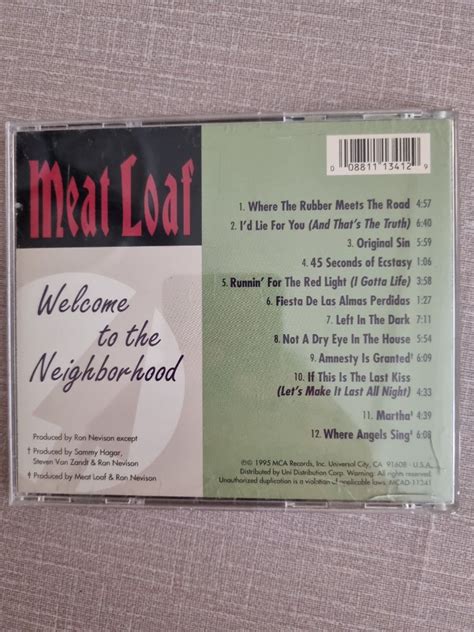 Meat Loaf
Welcome
to the
Neighborhood
Produced by Ron Nevison except
† Produced by Sammy Hagar,
Steven Van Zandt & Ron Nevison
‡ Produced by Meat Loaf & Ron Nevison
0 08811 13412 9
1. Where The Rubber Meets The Road 4:57
2. I'd Lie For You (And That's The Truth) 6:40
3. Original Sin 5:59
4. 45 Seconds of Ecstasy 1:06
5. Runnin' For The Red Light (I Gotta Life) 3:58
6. Fiesta De Las Almas Perdidas 1:27
7. Left In The Dark 7:11
8. Not A Dry Eye In The House 5:54
9. Amnesty Is Granted† 6:09
10. If This Is The Last Kiss
(Let's Make It Last All Night) 4:33
11. Martha‡ 4:39
12. Where Angels Sing‡ 6:08
℗© 1995 MCA Records, Inc. Universal City, CA 91608 - U.S.A.
Distributed by Uni Distribution Corp. Warning: All rights reserved.
Unauthorized duplication is a violation of applicable laws. MCAD-11341